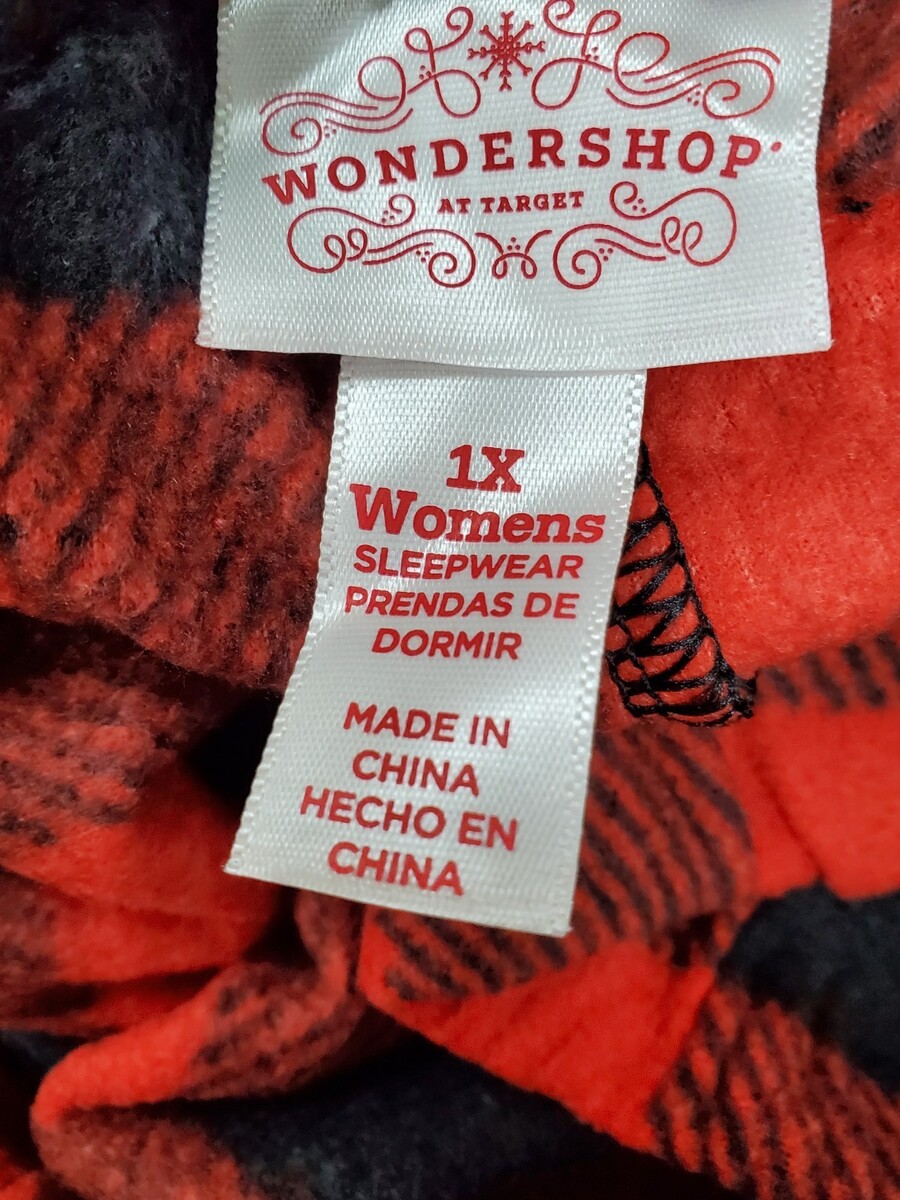 WONDERSHOP
AT TARGET
1X
Womens
SLEEPWEAR
PRENDAS DE
DORMIR
MADE IN
CHINA
HECHO EN
CHINA